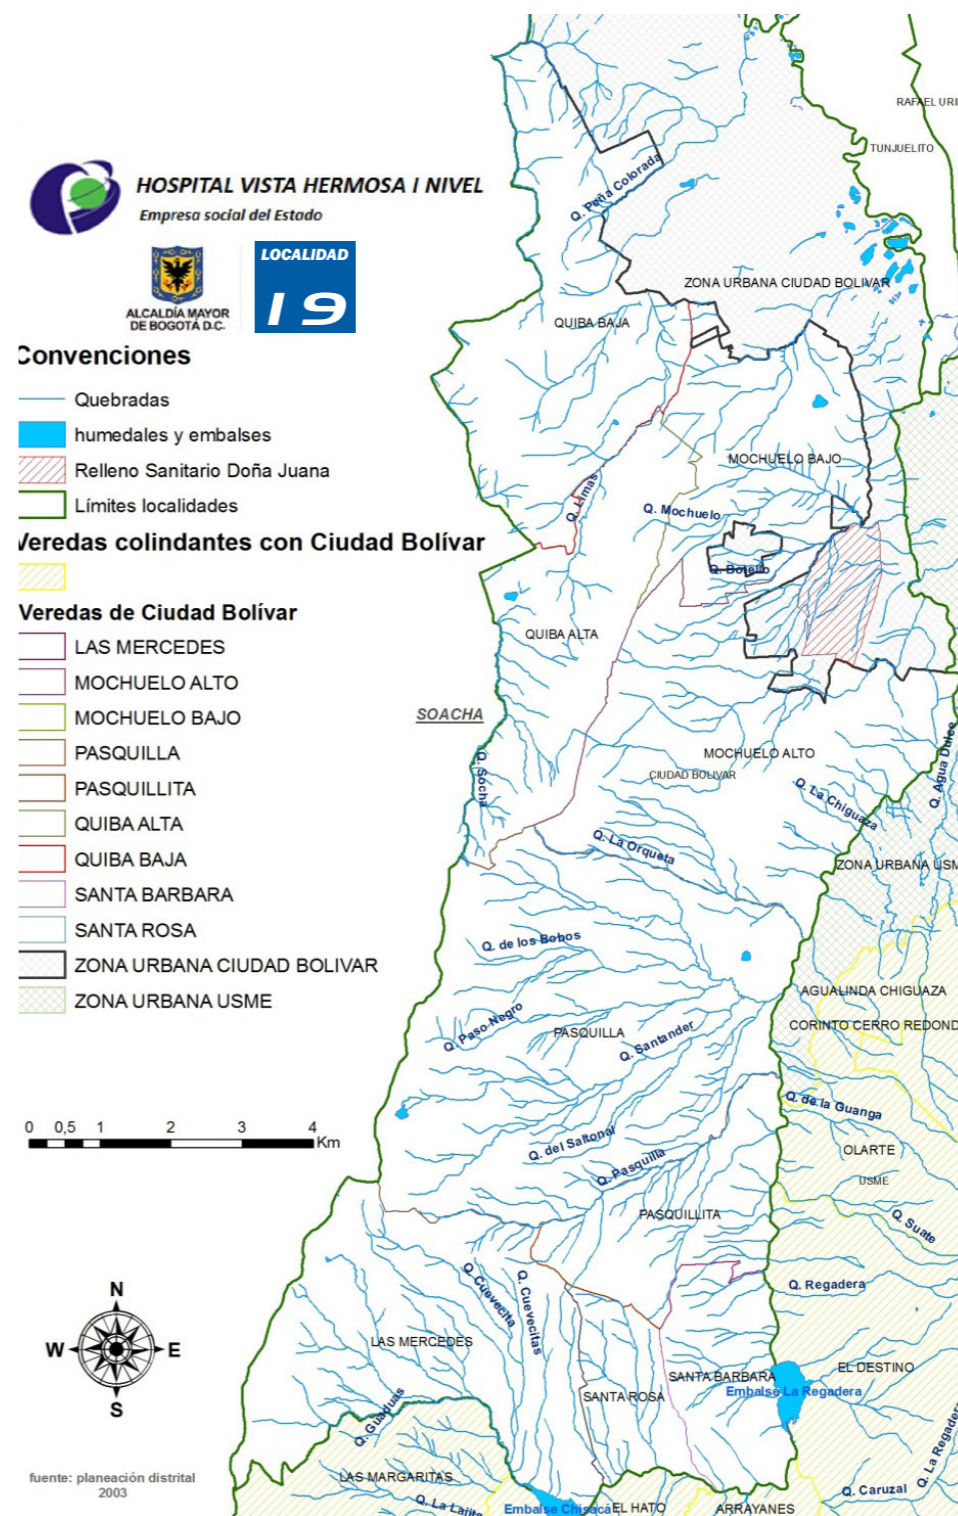 HOSPITAL VISTA HERMOSA I NIVEL
Empresa social del Estado
ALCALDÍA MAYOR
DE BOGOTÁ D.C.
LOCALIDAD
19
Convenciones
Quebradas
humedales y embalses
Relleno Sanitario Doña Juana
Límites localidades
Veredas colindantes con Ciudad Bolívar
Veredas de Ciudad Bolívar
LAS MERCEDES
MOCHUELO ALTO
MOCHUELO BAJO
PASQUILLA
PASQUILLITA
QUIBA ALTA
QUIBA BAJA
SANTA BARBARA
SANTA ROSA
ZONA URBANA CIUDAD BOLIVAR
ZONA URBANA USME
0 0,5 1 2 3 4
Km
N
W E
S
fuente: planeación distrital
2003
RAFAEL URI
TUNJUELITO
Q. Peña Colorada
ZONA URBANA CIUDAD BOLIVAR
QUIBA BAJA
MOCHUELO BAJO
Q. Limas
Q. Mochuelo
Q. Botello
QUIBA ALTA
SOACHA
MOCHUELO ALTO
CIUDAD BOLIVAR
Q. Socha
Q. Agua Dulce
Q. La Chiguaza
Q. La Orqueta
ZONA URBANA USM
Q. de los Bobos
AGUALINDA CHIGUAZA
Q. Paso Negro
PASQUILLA
Q. Santander
CORINTO CERRO REDOND
Q. de la Guanga
Q. del Saltonal
OLARTE
Q. Pasquilla
USME
PASQUILLITA
Q. Suate
Q. Cuevecita
Q. Cuevecitas
Q. Regadera
LAS MERCEDES
EL DESTINO
SANTA BARBARA
Embalse La Regadera
SANTA ROSA
Q. Guaduas
Q. La Regadera
LAS MARGARITAS
Q. Caruzal
Q. La Lajita
Embalse Chisacá
EL HATO
ARRAYANES